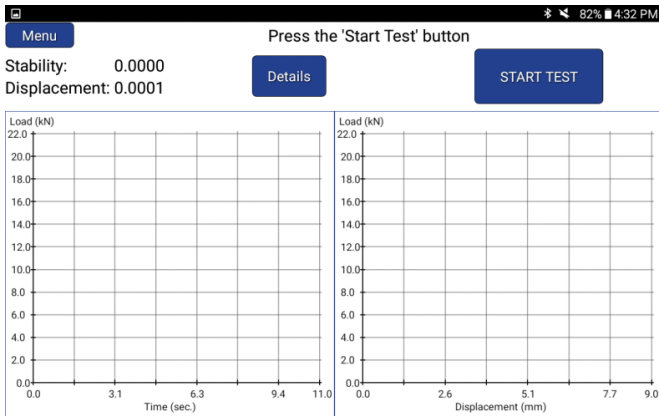 82% 4:32 PM
Menu
Press the 'Start Test' button
Stability: 0.0000
Displacement: 0.0001
Details
START TEST
Load (kN)
22.0
20.0
18.0
16.0
14.0
12.0
10.0
8.0
6.0
4.0
2.0
0.0
0.0 3.1 6.3 9.4 11.0
Time (sec.)
Load (kN)
22.0
20.0
18.0
16.0
14.0
12.0
10.0
8.0
6.0
4.0
2.0
0.0
0.0 2.6 5.1 7.7 9.0
Displacement (mm)